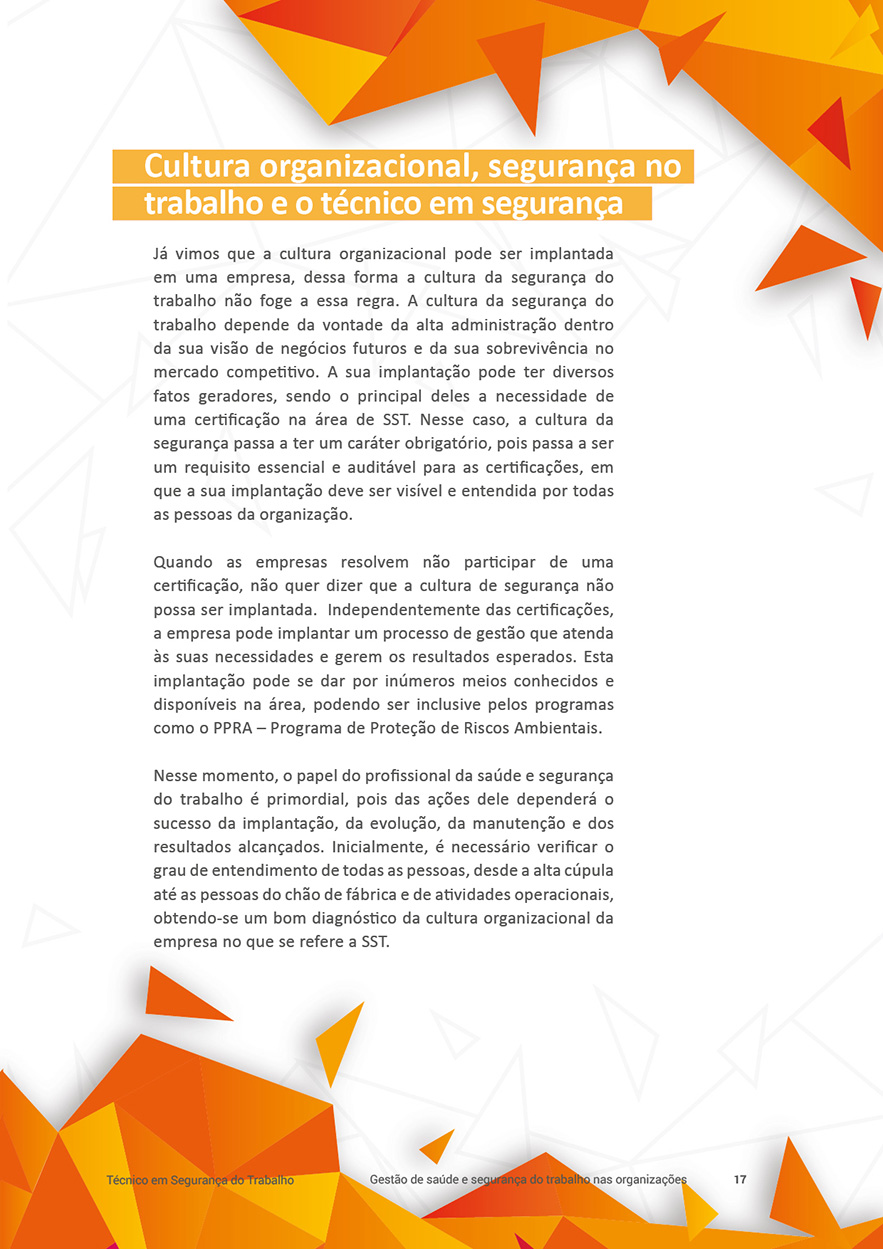 Cultura organizacional, segurança no
trabalho e o técnico em segurança
Já vimos que a cultura organizacional pode ser implantada
em uma empresa, dessa forma a cultura da segurança do
trabalho não foge a essa regra. A cultura da segurança do
trabalho depende da vontade da alta administração dentro
da sua visão de negócios futuros e da sua sobrevivência no
mercado competitivo. A sua implantação pode ter diversos
fatos geradores, sendo o principal deles a necessidade de
uma certificação na área de SST. Nesse caso, a cultura da
segurança passa a ter um caráter obrigatório, pois passa a ser
um requisito essencial e auditável para as certificações, em
que a sua implantação deve ser visível e entendida por todas
as pessoas da organização.
Quando as empresas resolvem não participar de uma
certificação, não quer dizer que a cultura de segurança não
possa ser implantada. Independentemente das certificações,
a empresa pode implantar um processo de gestão que atenda
às suas necessidades e gerem os resultados esperados. Esta
implantação pode se dar por inúmeros meios conhecidos e
disponíveis na área, podendo ser inclusive pelos programas
como o PPRA – Programa de Proteção de Riscos Ambientais.
Nesse momento, o papel do profissional da saúde e segurança
do trabalho é primordial, pois das ações dele dependerá o
sucesso da implantação, da evolução, da manutenção e dos
resultados alcançados. Inicialmente, é necessário verificar o
grau de entendimento de todas as pessoas, desde a alta cúpula
até as pessoas do chão de fábrica e de atividades operacionais,
obtendo-se um bom diagnóstico da cultura organizacional da
empresa no que se refere a SST.
Técnico em Segurança do Trabalho Gestão de saúde e segurança do trabalho nas organizações 17